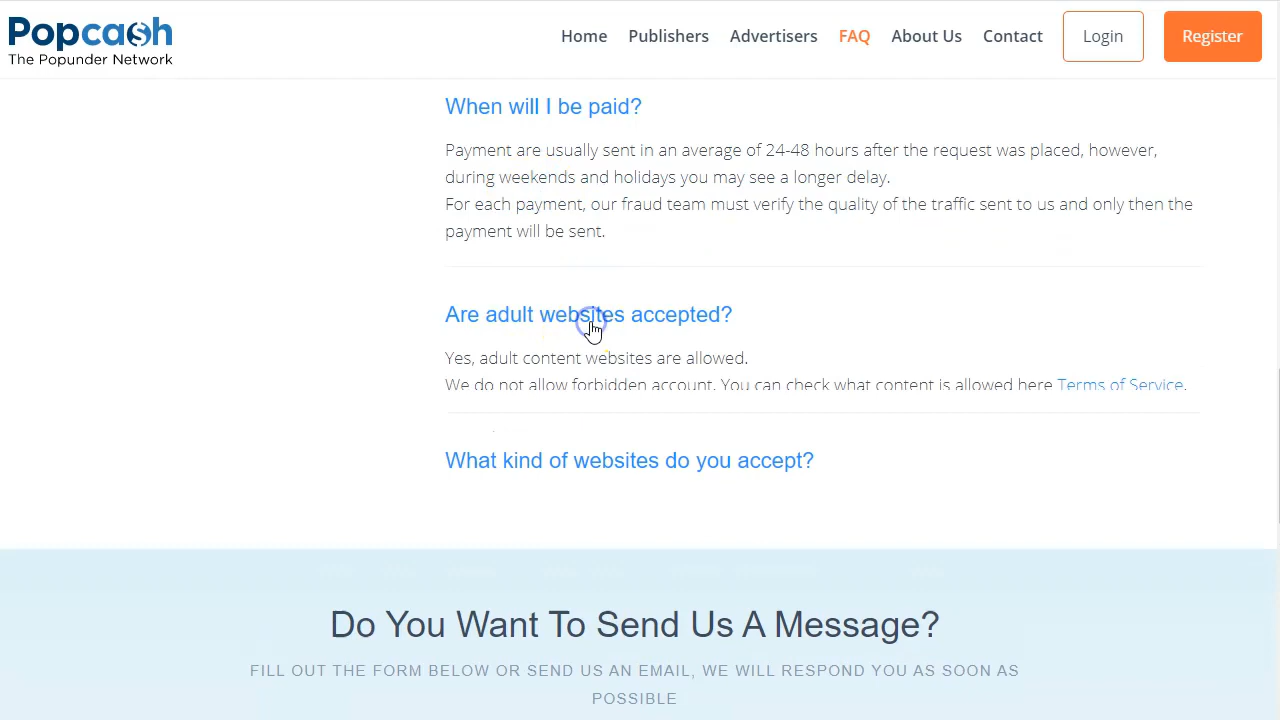 Popcash
The Popunder Network
Home Publishers Advertisers FAQ About Us Contact Login Register
When will I be paid?
Payment are usually sent in an average of 24-48 hours after the request was placed, however,
during weekends and holidays you may see a longer delay.
For each payment, our fraud team must verify the quality of the traffic sent to us and only then the
payment will be sent.
Are adult websites accepted?
Yes, adult content websites are allowed.
We do not allow forbidden account. You can check what content is allowed here Terms of Service.
What kind of websites do you accept?
Do You Want To Send Us A Message?
FILL OUT THE FORM BELOW OR SEND US AN EMAIL, WE WILL RESPOND YOU AS SOON AS
POSSIBLE